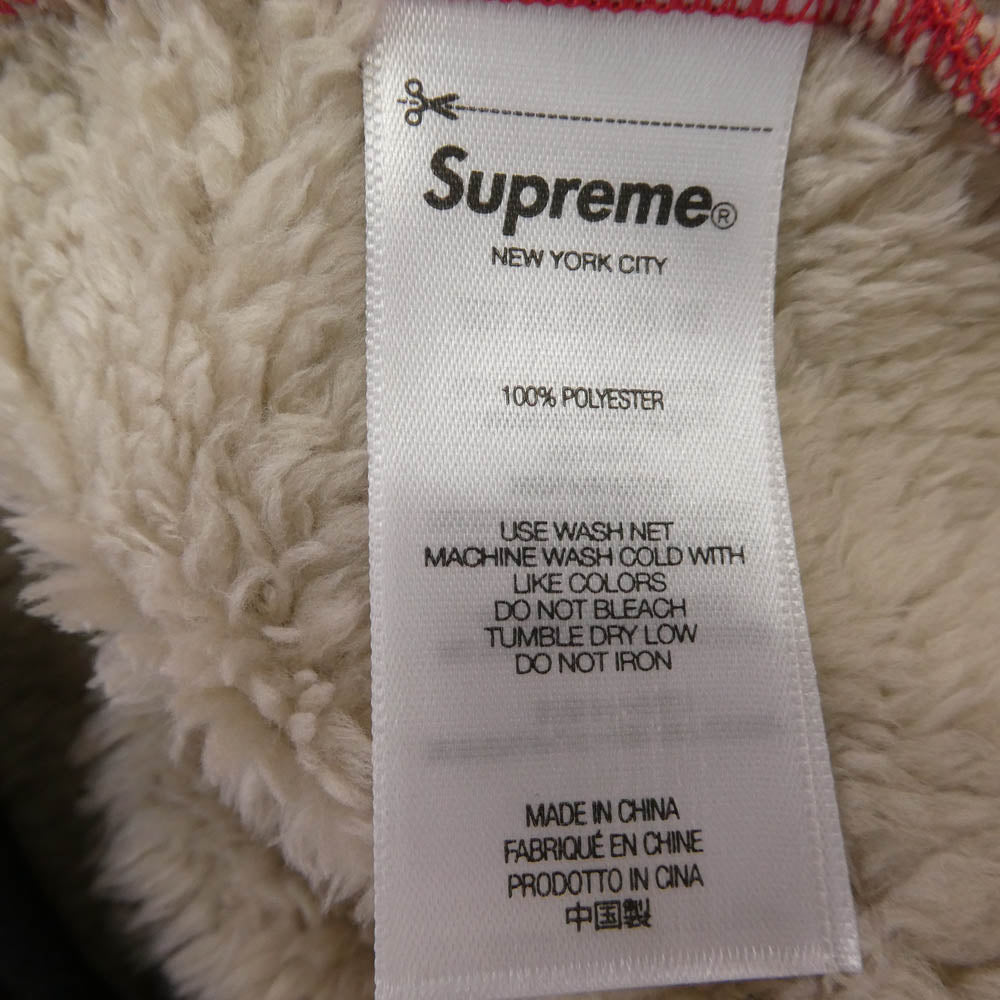 Supreme®
NEW YORK CITY
100% POLYESTER
USE WASH NET
MACHINE WASH COLD WITH
LIKE COLORS
DO NOT BLEACH
TUMBLE DRY LOW
DO NOT IRON
MADE IN CHINA
FABRIQUÉ EN CHINE
PRODOTTO IN CINA
中国製